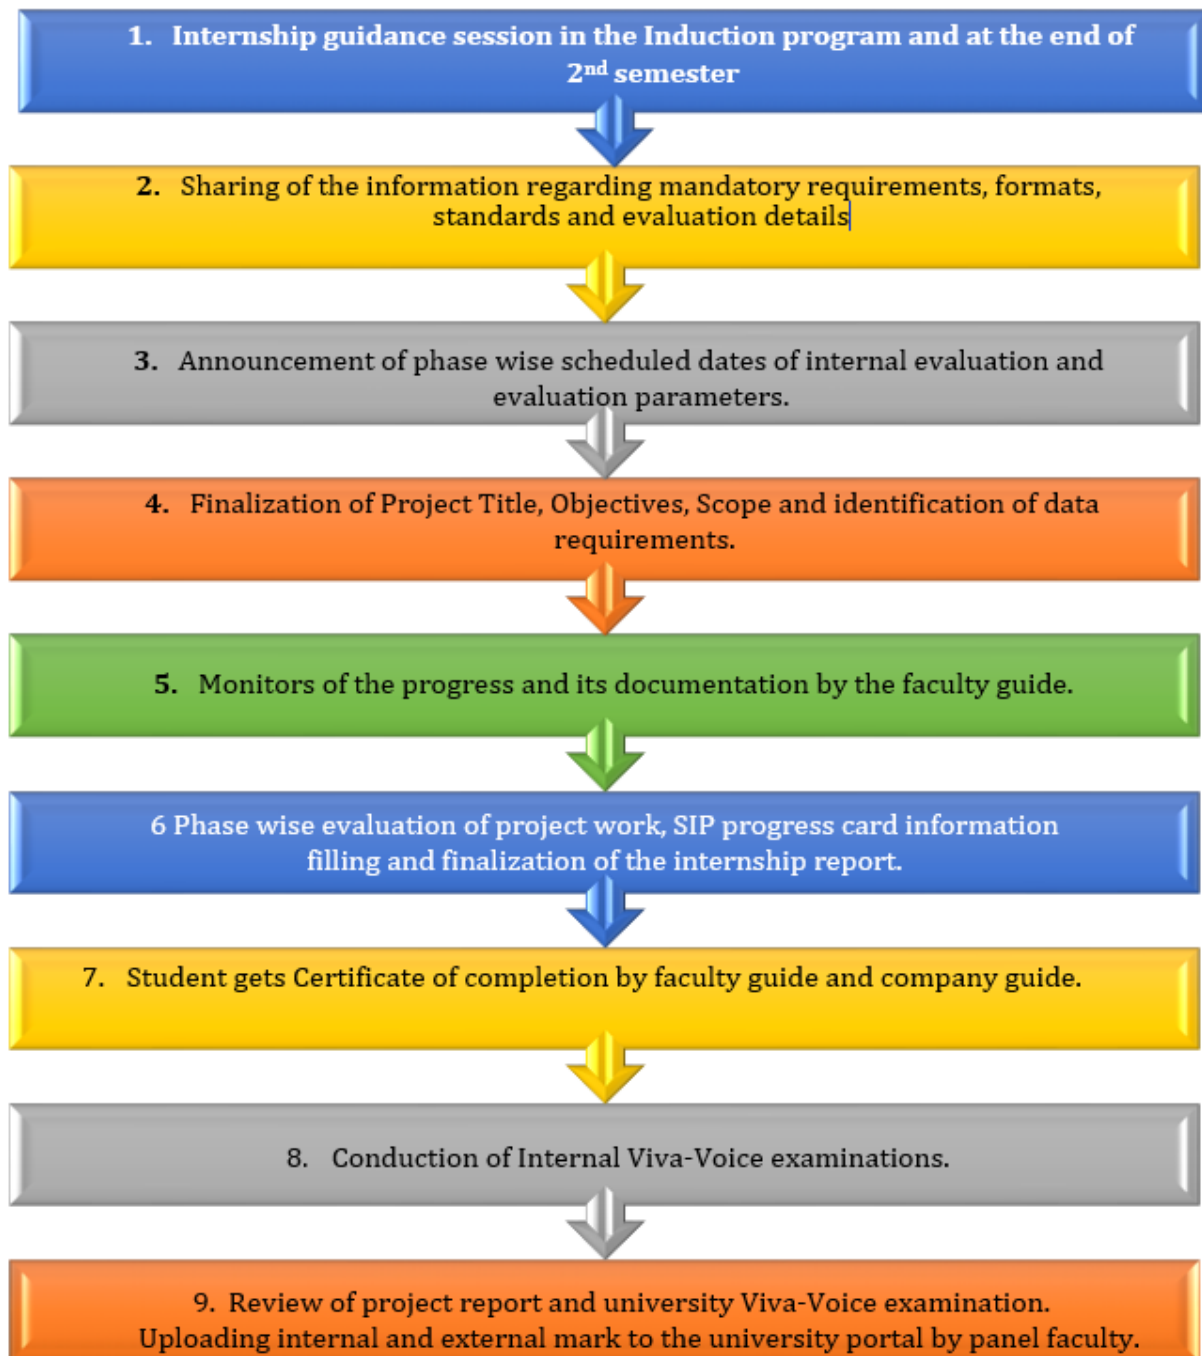 1. Internship guidance session in the Induction program and at the end of
2nd semester
2. Sharing of the information regarding mandatory requirements, formats,
standards and evaluation details
3. Announcement of phase wise scheduled dates of internal evaluation and
evaluation parameters.
4. Finalization of Project Title, Objectives, Scope and identification of data
requirements.
5. Monitors of the progress and its documentation by the faculty guide.
6 Phase wise evaluation of project work, SIP progress card information
filling and finalization of the internship report.
7. Student gets Certificate of completion by faculty guide and company guide.
8. Conduction of Internal Viva-Voice examinations.
9. Review of project report and university Viva-Voice examination.
Uploading internal and external mark to the university portal by panel faculty.